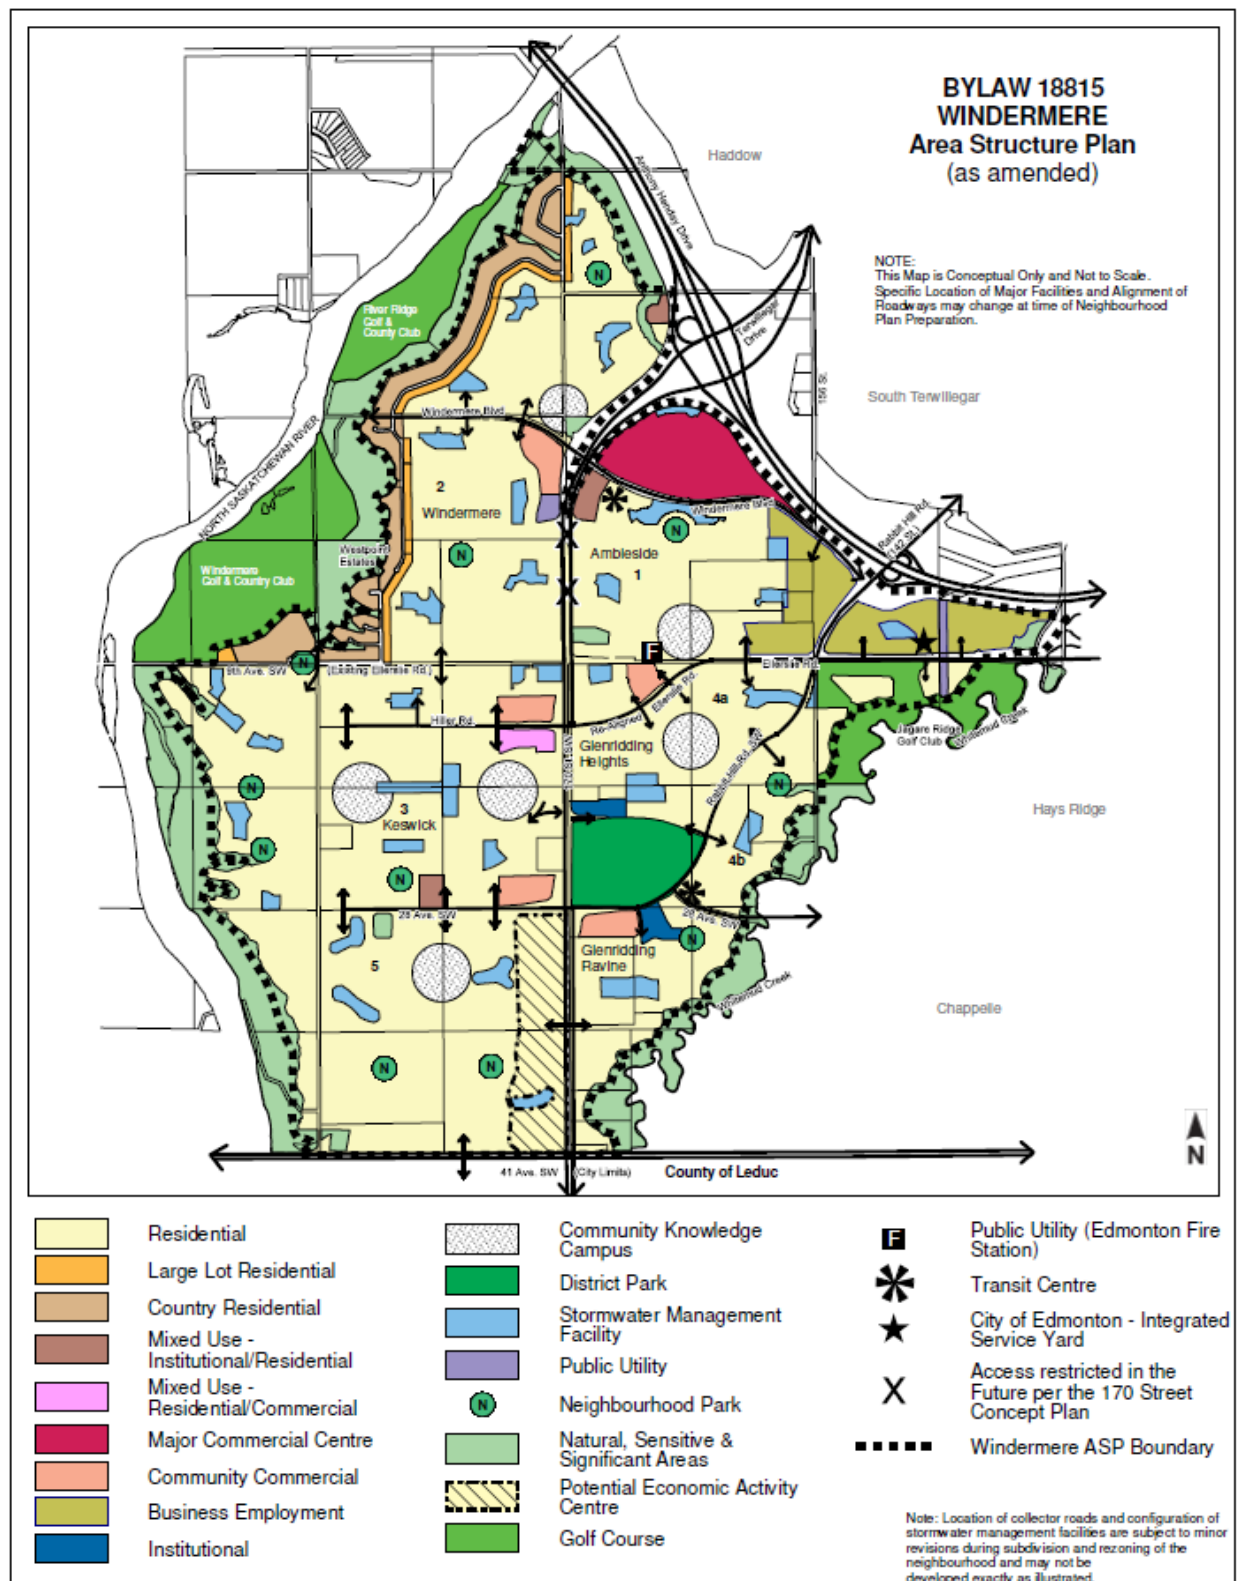 BYLAW 18815
WINDERMERE
Area Structure Plan
(as amended)
Haddow
Anthony Henday Drive
NOTE:
This Map is Conceptual Only and Not to Scale.
Specific Location of Major Facilities and Alignment of
Roadways may change at time of Neighbourhood
Plan Preparation.
N
River Ridge
Golf &
County Club
Terwillegar
Drive
156 St.
South Terwillegar
Windermere Blvd
NORTH SASKATCHEWAN RIVER
2
Windermere
Windermere Blvd
N
Rabbit Hill Rd.
(142 St.)
Westpoint
Estates
N
Ambleside
1
Windermere
Golf & Country Club
F
N
9th Ave. SW
(Existing Ellerslie Rd.)
Ellerslie Rd.
4a
Hiller Rd.
Re-Aligned
Ellerslie Rd.
Jagare Ridge
Golf Club
Whitemud Creek
Glenridding
Heights
Rabbit Hill Rd. SW
N
N
3
Keswick
Hays Ridge
N
4b
N
28 Ave. SW
28 Ave. SW
N
5
Glenridding
Ravine
Whitemud Creek
Chappelle
N
N
N
41 Ave. SW
(City Limits)
County of Leduc
Residential
Large Lot Residential
Country Residential
Mixed Use -
Institutional/Residential
Mixed Use -
Residential/Commercial
Major Commercial Centre
Community Commercial
Business Employment
Institutional
Community Knowledge
Campus
District Park
Stormwater Management
Facility
Public Utility
N
Neighbourhood Park
Natural, Sensitive &
Significant Areas
Potential Economic Activity
Centre
Golf Course
F
Public Utility (Edmonton Fire
Station)
Transit Centre
City of Edmonton - Integrated
Service Yard
X
Access restricted in the
Future per the 170 Street
Concept Plan
Windermere ASP Boundary
Note: Location of collector roads and configuration of
stormwater management facilities are subject to minor
revisions during subdivision and rezoning of the
neighbourhood and may not be
developed exactly as illustrated.